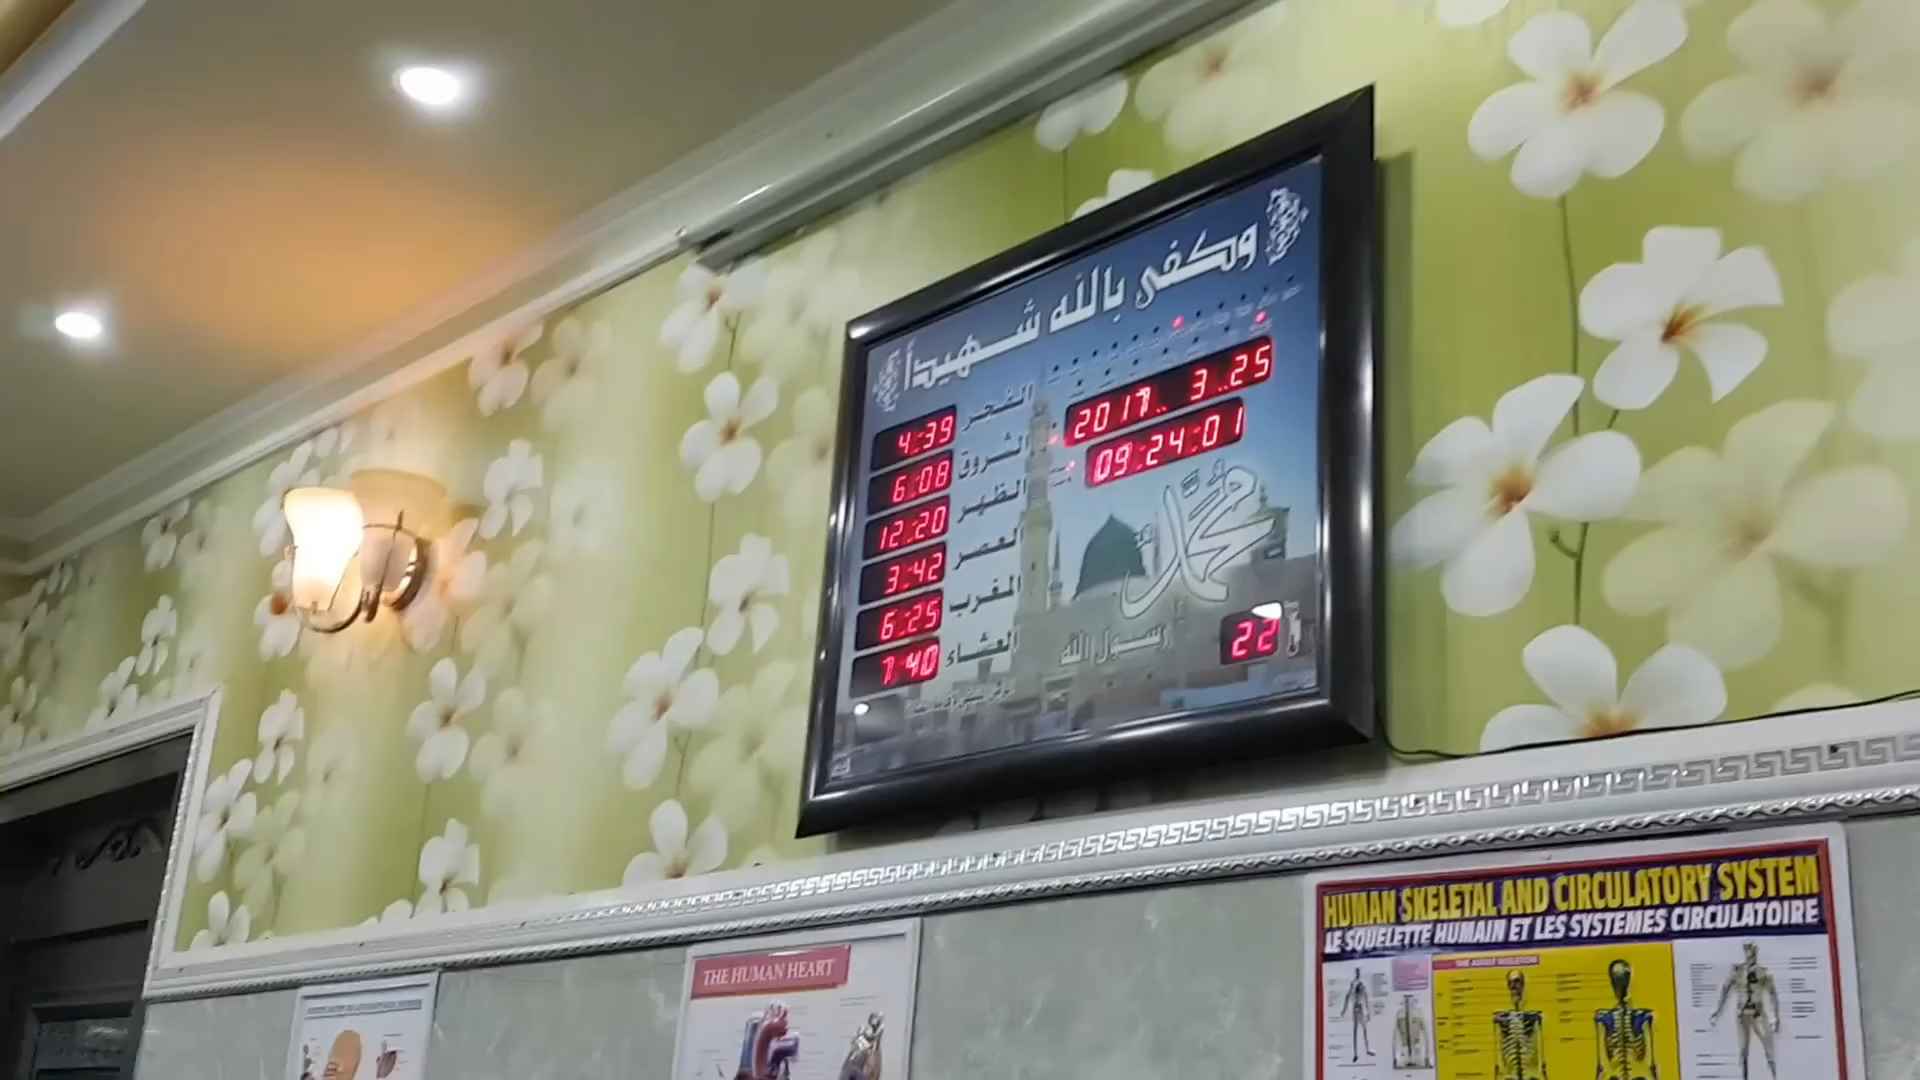 وكفى بالله شهيداً
2017 3 25
09:24:01
4:39 الفجر
6:08 الشروق
12:20 الظهر
3:42 العصر
6:25 المغرب
7:40 العشاء
محمد
رسول الله
22
HUMAN SKELETAL AND CIRCULATORY SYSTEM
LE SQUELETTE HUMAIN ET LES SYSTEMES CIRCULATOIRE
THE HUMAN HEART